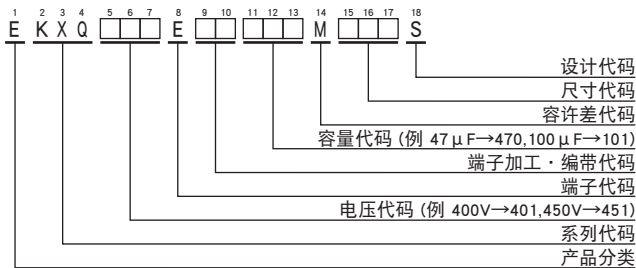 1 2 3 4 5 6 7 8 9 10 11 12 13 14 15 16 17 18
E K X Q □□□ E □□ □□□ M □□□ S
设计代码
尺寸代码
容许差代码
容量代码 (例 47μF→470,100μF→101)
端子加工・编带代码
端子代码
电压代码 (例 400V→401,450V→451)
系列代码
产品分类